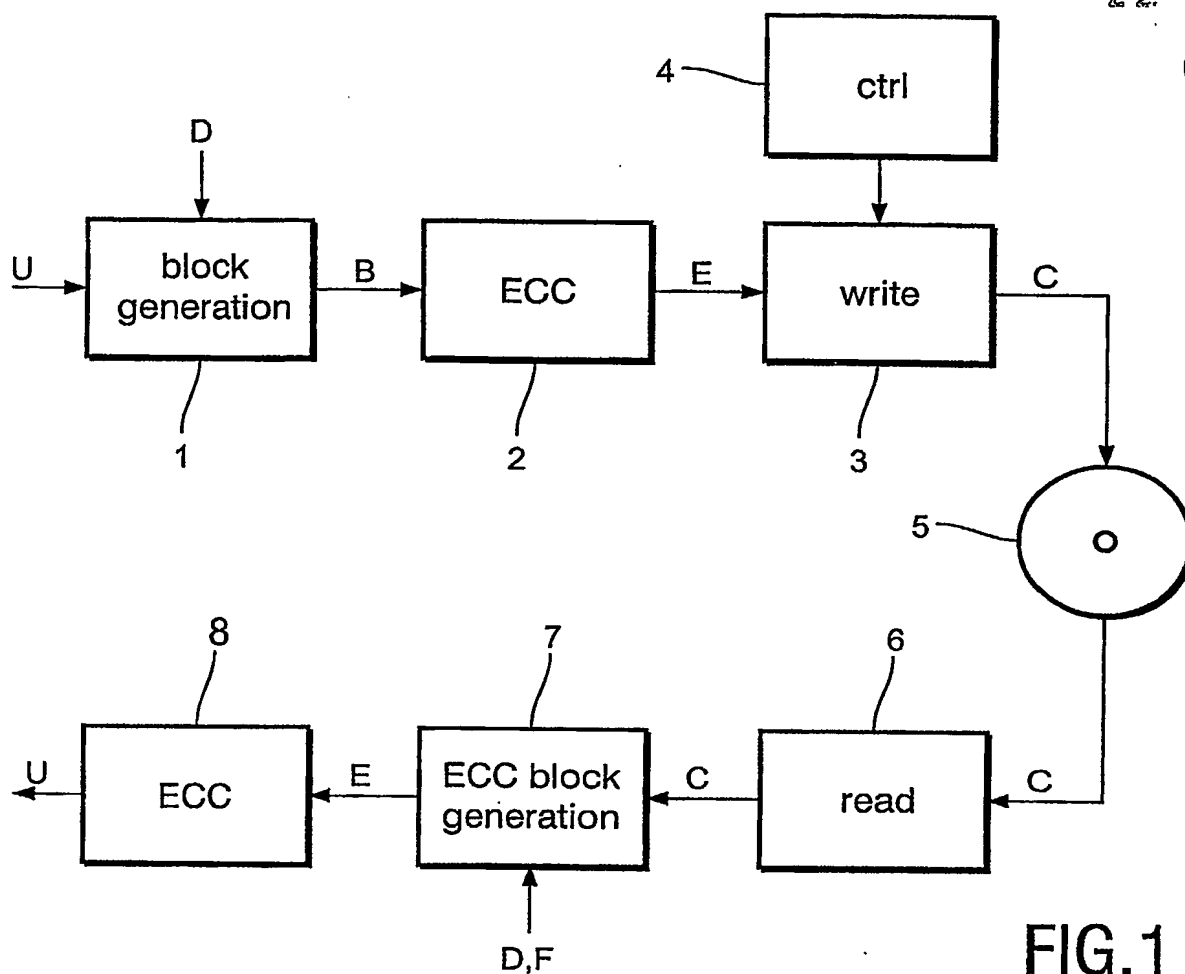 4
ctrl
D
U
block
generation
B
ECC
E
write
C
1
2
3
5
8
7
6
U
ECC
E
ECC block
generation
C
read
C
D,F
FIG.1